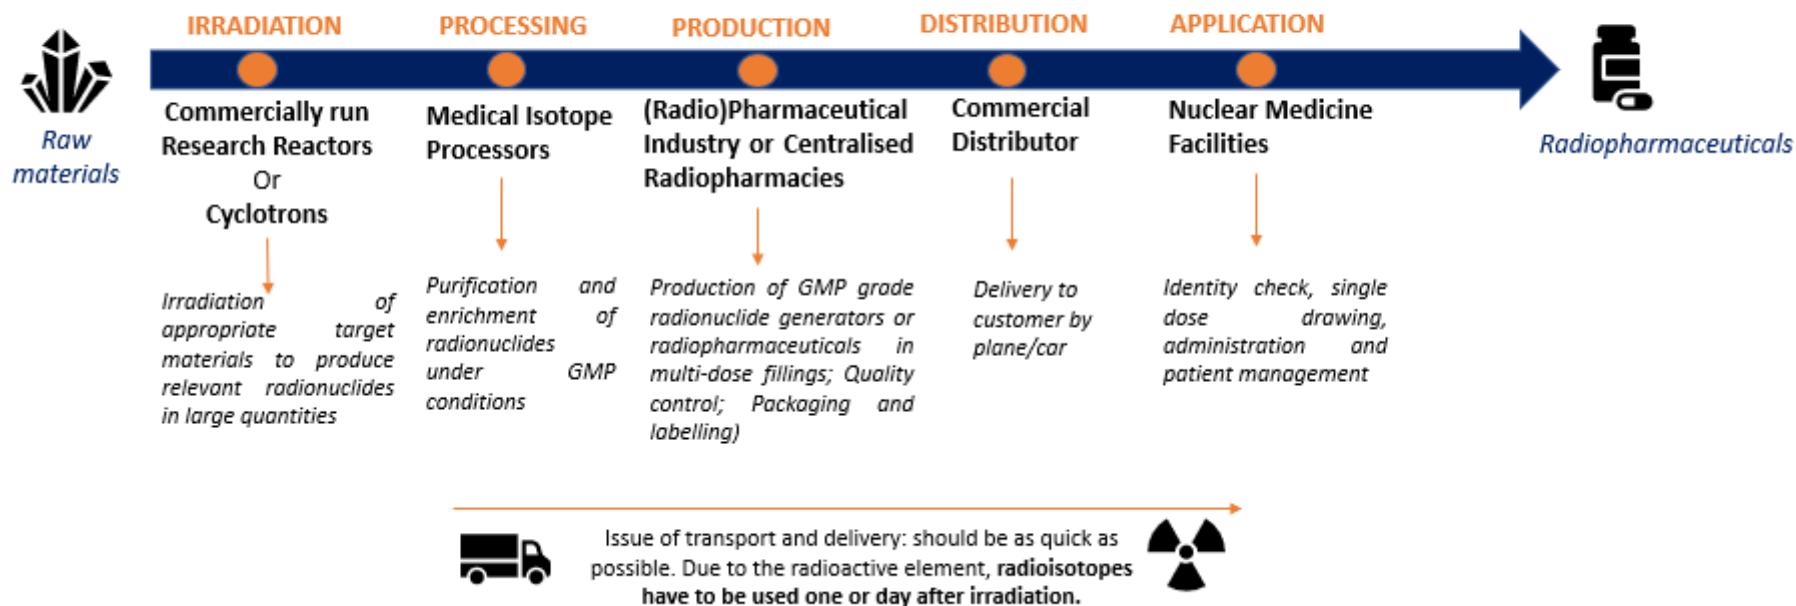 IRRADIATION
PROCESSING
PRODUCTION
DISTRIBUTION
APPLICATION
Raw
materials
Commercially run
Research Reactors
Or
Cyclotrons
Irradiation of
appropriate target
materials to produce
relevant radionuclides
in large quantities
Medical Isotope
Processors
Purification and
enrichment of
radionuclides
under GMP
conditions
(Radio)Pharmaceutical
Industry or Centralised
Radiopharmacies
Production of GMP grade
radionuclide generators or
radiopharmaceuticals in
multi-dose fillings; Quality
control; Packaging and
labelling)
Commercial
Distributor
Delivery to
customer by
plane/car
Nuclear Medicine
Facilities
Identity check, single
dose drawing,
administration and
patient management
Radiopharmaceuticals
Issue of transport and delivery: should be as quick as
possible. Due to the radioactive element, radioisotopes
have to be used one or day after irradiation.